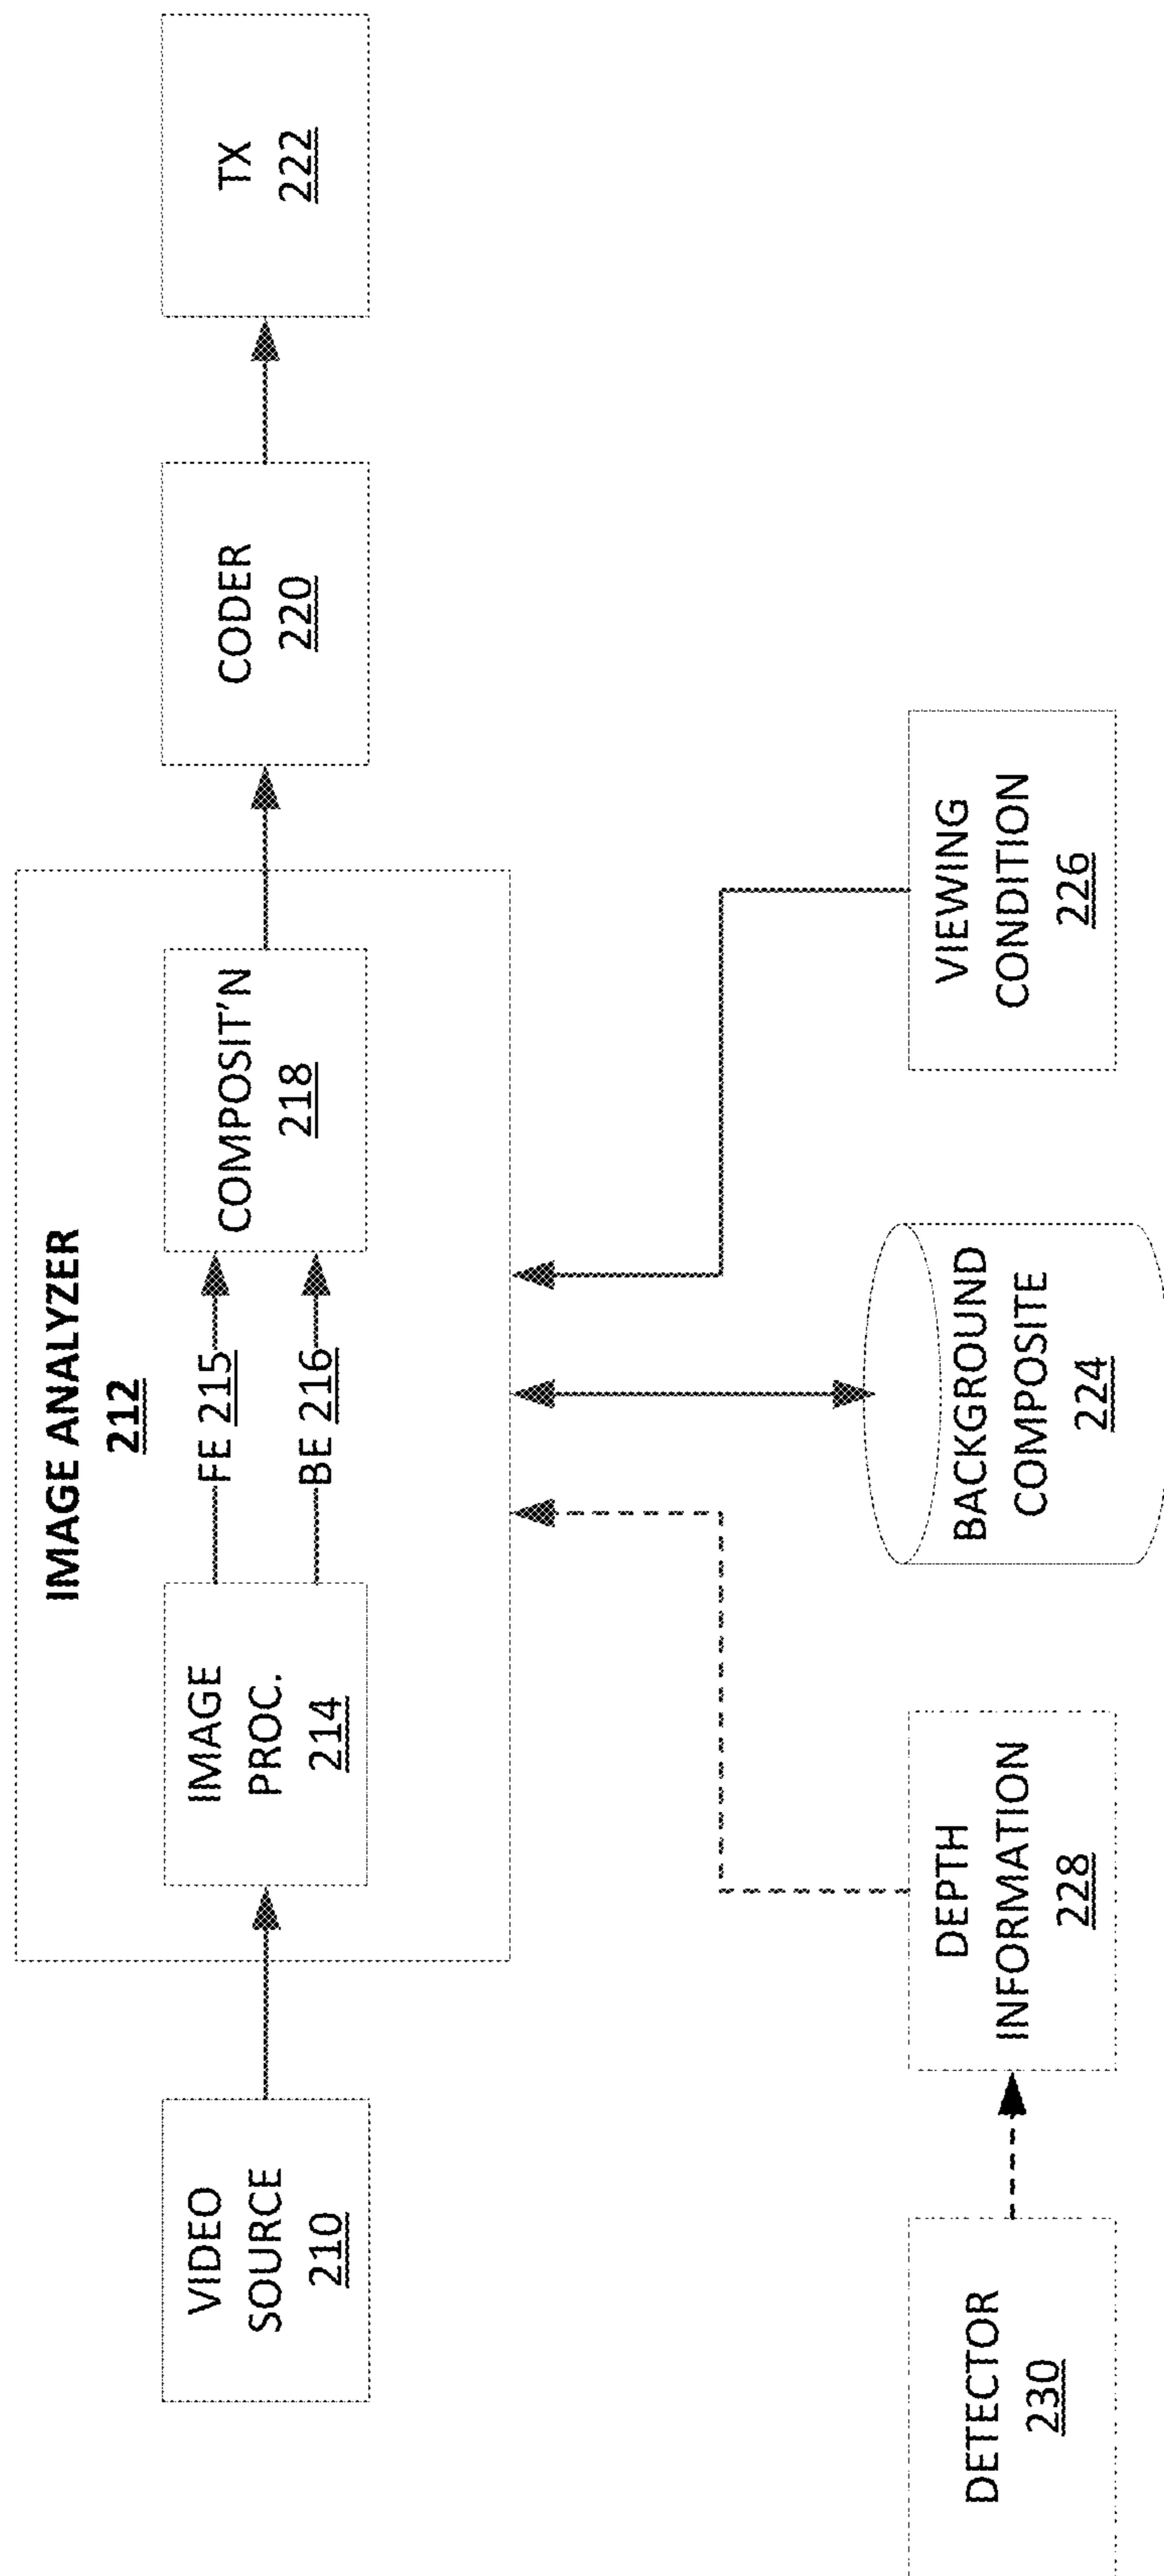 IMAGE ANALYZER
212
VIDEO
SOURCE
210
IMAGE
PROC.
214
FE 215
BE 216
COMPOSIT'N
218
CODER
220
TX
222
DETECTOR
230
DEPTH
INFORMATION
228
BACKGROUND
COMPOSITE
224
VIEWING
CONDITION
226